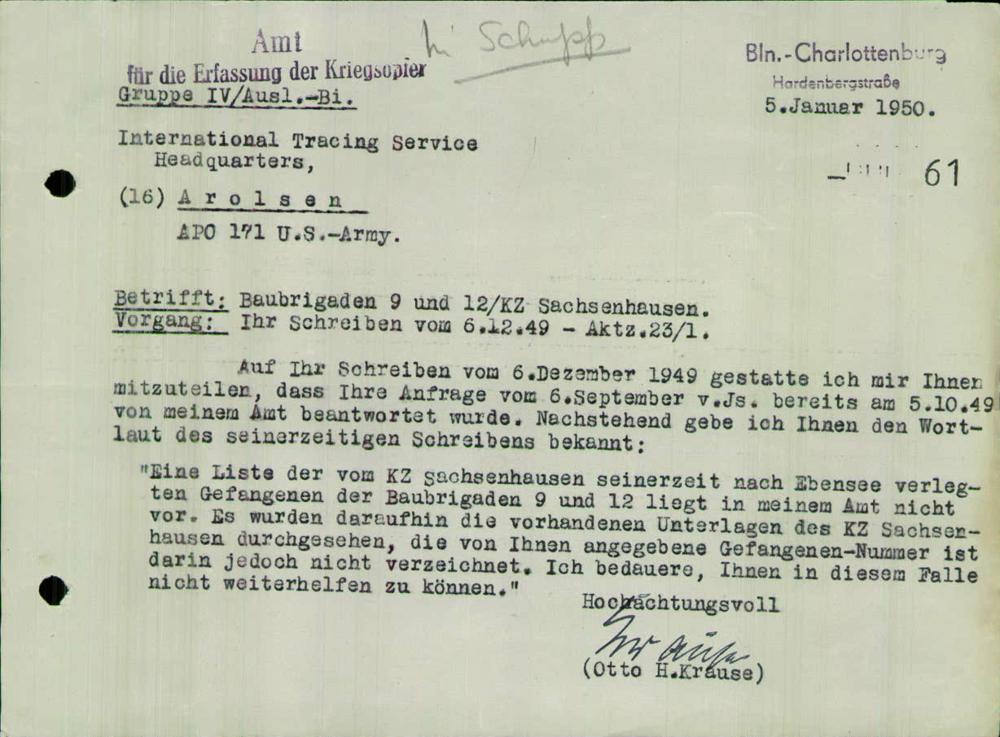 Amt
für die Erfassung der Kriegsopfer
Gruppe IV/Ausl.-Bi.
Schupp
Bln.-Charlottenburg
Hardenbergstraße
5.Januar 1950.
International Tracing Service
Headquarters,
61
(16) Arolsen
APO 171 U.S.-Army.
Betrifft: Baubrigaden 9 und 12/KZ Sachsenhausen.
Vorgang: Ihr Schreiben vom 6.12.49 - Aktz.23/1.
Auf Ihr Schreiben vom 6.Dezember 1949 gestatte ich mir Ihnen
mitzuteilen, dass Ihre Anfrage vom 6.September v.Js. bereits am 5.10.49
von meinem Amt beantwortet wurde. Nachstehend gebe ich Ihnen den Wort-
laut des seinerzeitigen Schreibens bekannt:
"Eine Liste der vom KZ Sachsenhausen seinerzeit nach Ebensee verleg-
ten Gefangenen der Baubrigaden 9 und 12 liegt in meinem Amt nicht
vor. Es wurden daraufhin die vorhandenen Unterlagen des KZ Sachsen-
hausen durchgesehen, die von Ihnen angegebene Gefangenen-Nummer ist
darin jedoch nicht verzeichnet. Ich bedauere, Ihnen in diesem Falle
nicht weiterhelfen zu können."
Hochachtungsvoll
Krause
(Otto H.Krause)